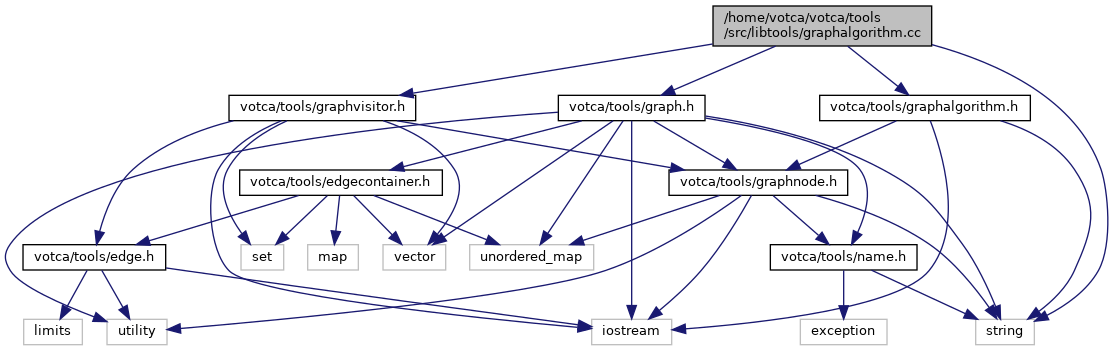 /home/votca/votca/tools
/src/libtools/graphalgorithm.cc
votca/tools/graphvisitor.h
votca/tools/graph.h
votca/tools/graphalgorithm.h
votca/tools/edgecontainer.h
votca/tools/graphnode.h
votca/tools/edge.h
set
map
vector
unordered_map
votca/tools/name.h
limits
utility
iostream
exception
string